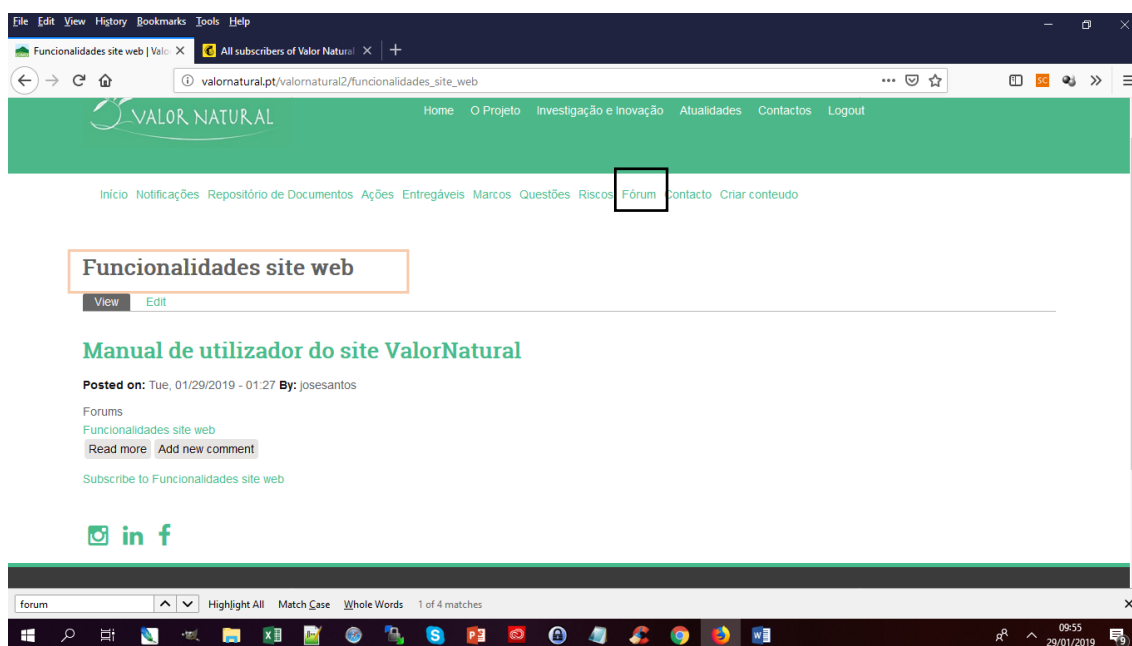 File Edit View History Bookmarks Tools Help
Funcionalidades site web | Valo
All subscribers of Valor Natural
valornatural.pt/valornatural2/funcionalidades_site_web
SC
VALOR NATURAL
Home O Projeto Investigação e Inovação Atualidades Contactos Logout
Início Notificações Repositório de Documentos Ações Entregáveis Marcos Questões Riscos Fórum Contacto Criar conteudo
Funcionalidades site web
View Edit
Manual de utilizador do site ValorNatural
Posted on: Tue, 01/29/2019 - 01:27 By: josesantos
Forums
Funcionalidades site web
Read more Add new comment
Subscribe to Funcionalidades site web
in f
forum Highlight All Match Case Whole Words 1 of 4 matches
09:55
29/01/2019
9